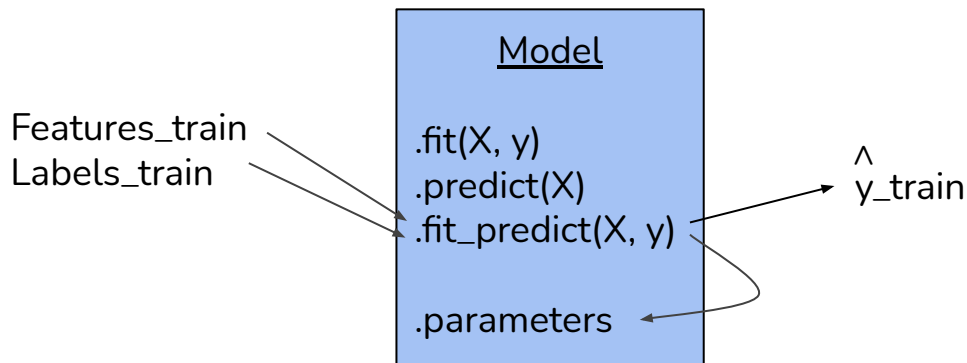 Model
Features_train
Labels_train
.fit(X, y)
.predict(X)
.fit_predict(X, y)
.parameters
^
y_train